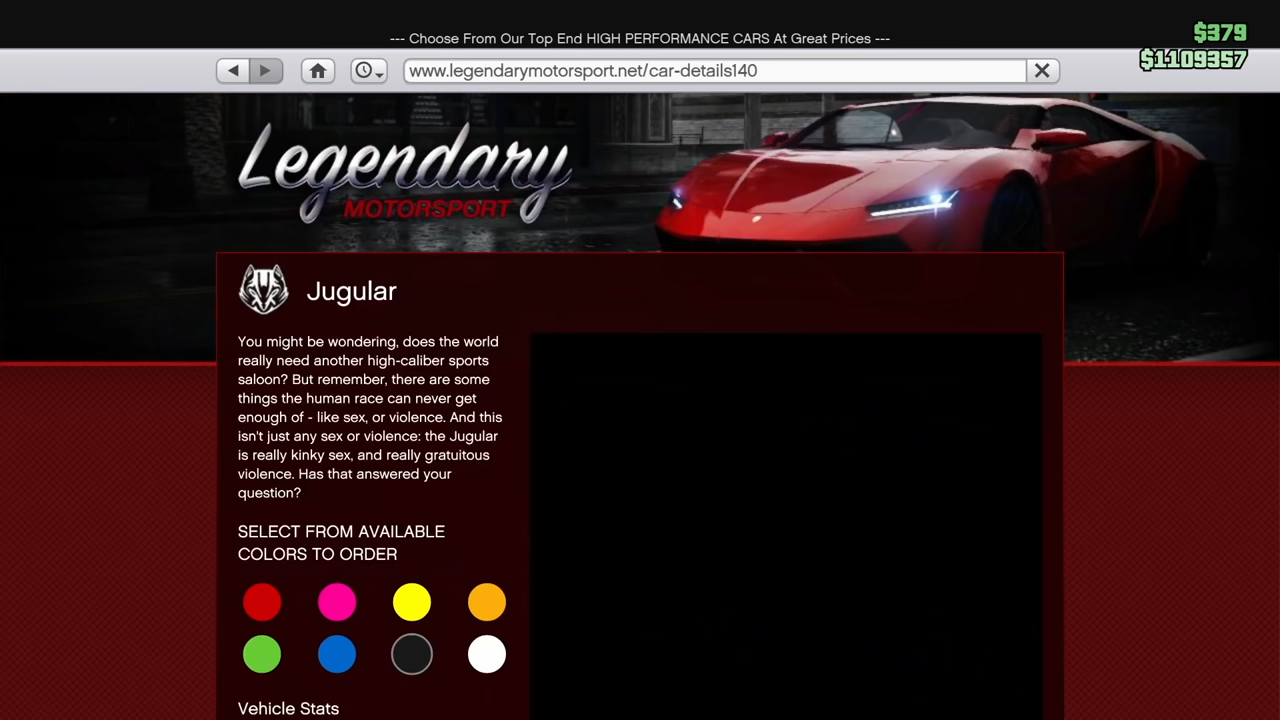 --- Choose From Our Top End HIGH PERFORMANCE CARS At Great Prices ---
$379
$1109357
www.legendarymotorsport.net/car-details140
Legendary
MOTORSPORT
Jugular
You might be wondering, does the world
really need another high-caliber sports
saloon? But remember, there are some
things the human race can never get
enough of - like sex, or violence. And this
isn't just any sex or violence: the Jugular
is really kinky sex, and really gratuitous
violence. Has that answered your
question?
SELECT FROM AVAILABLE
COLORS TO ORDER
Vehicle Stats